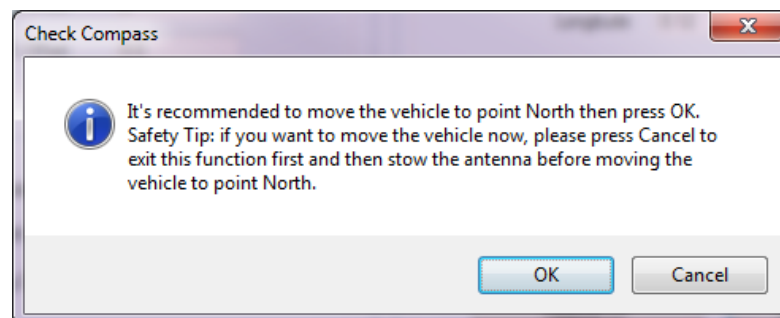 Check Compass
It's recommended to move the vehicle to point North then press OK.
Safety Tip: if you want to move the vehicle now, please press Cancel to
exit this function first and then stow the antenna before moving the
vehicle to point North.
OK Cancel